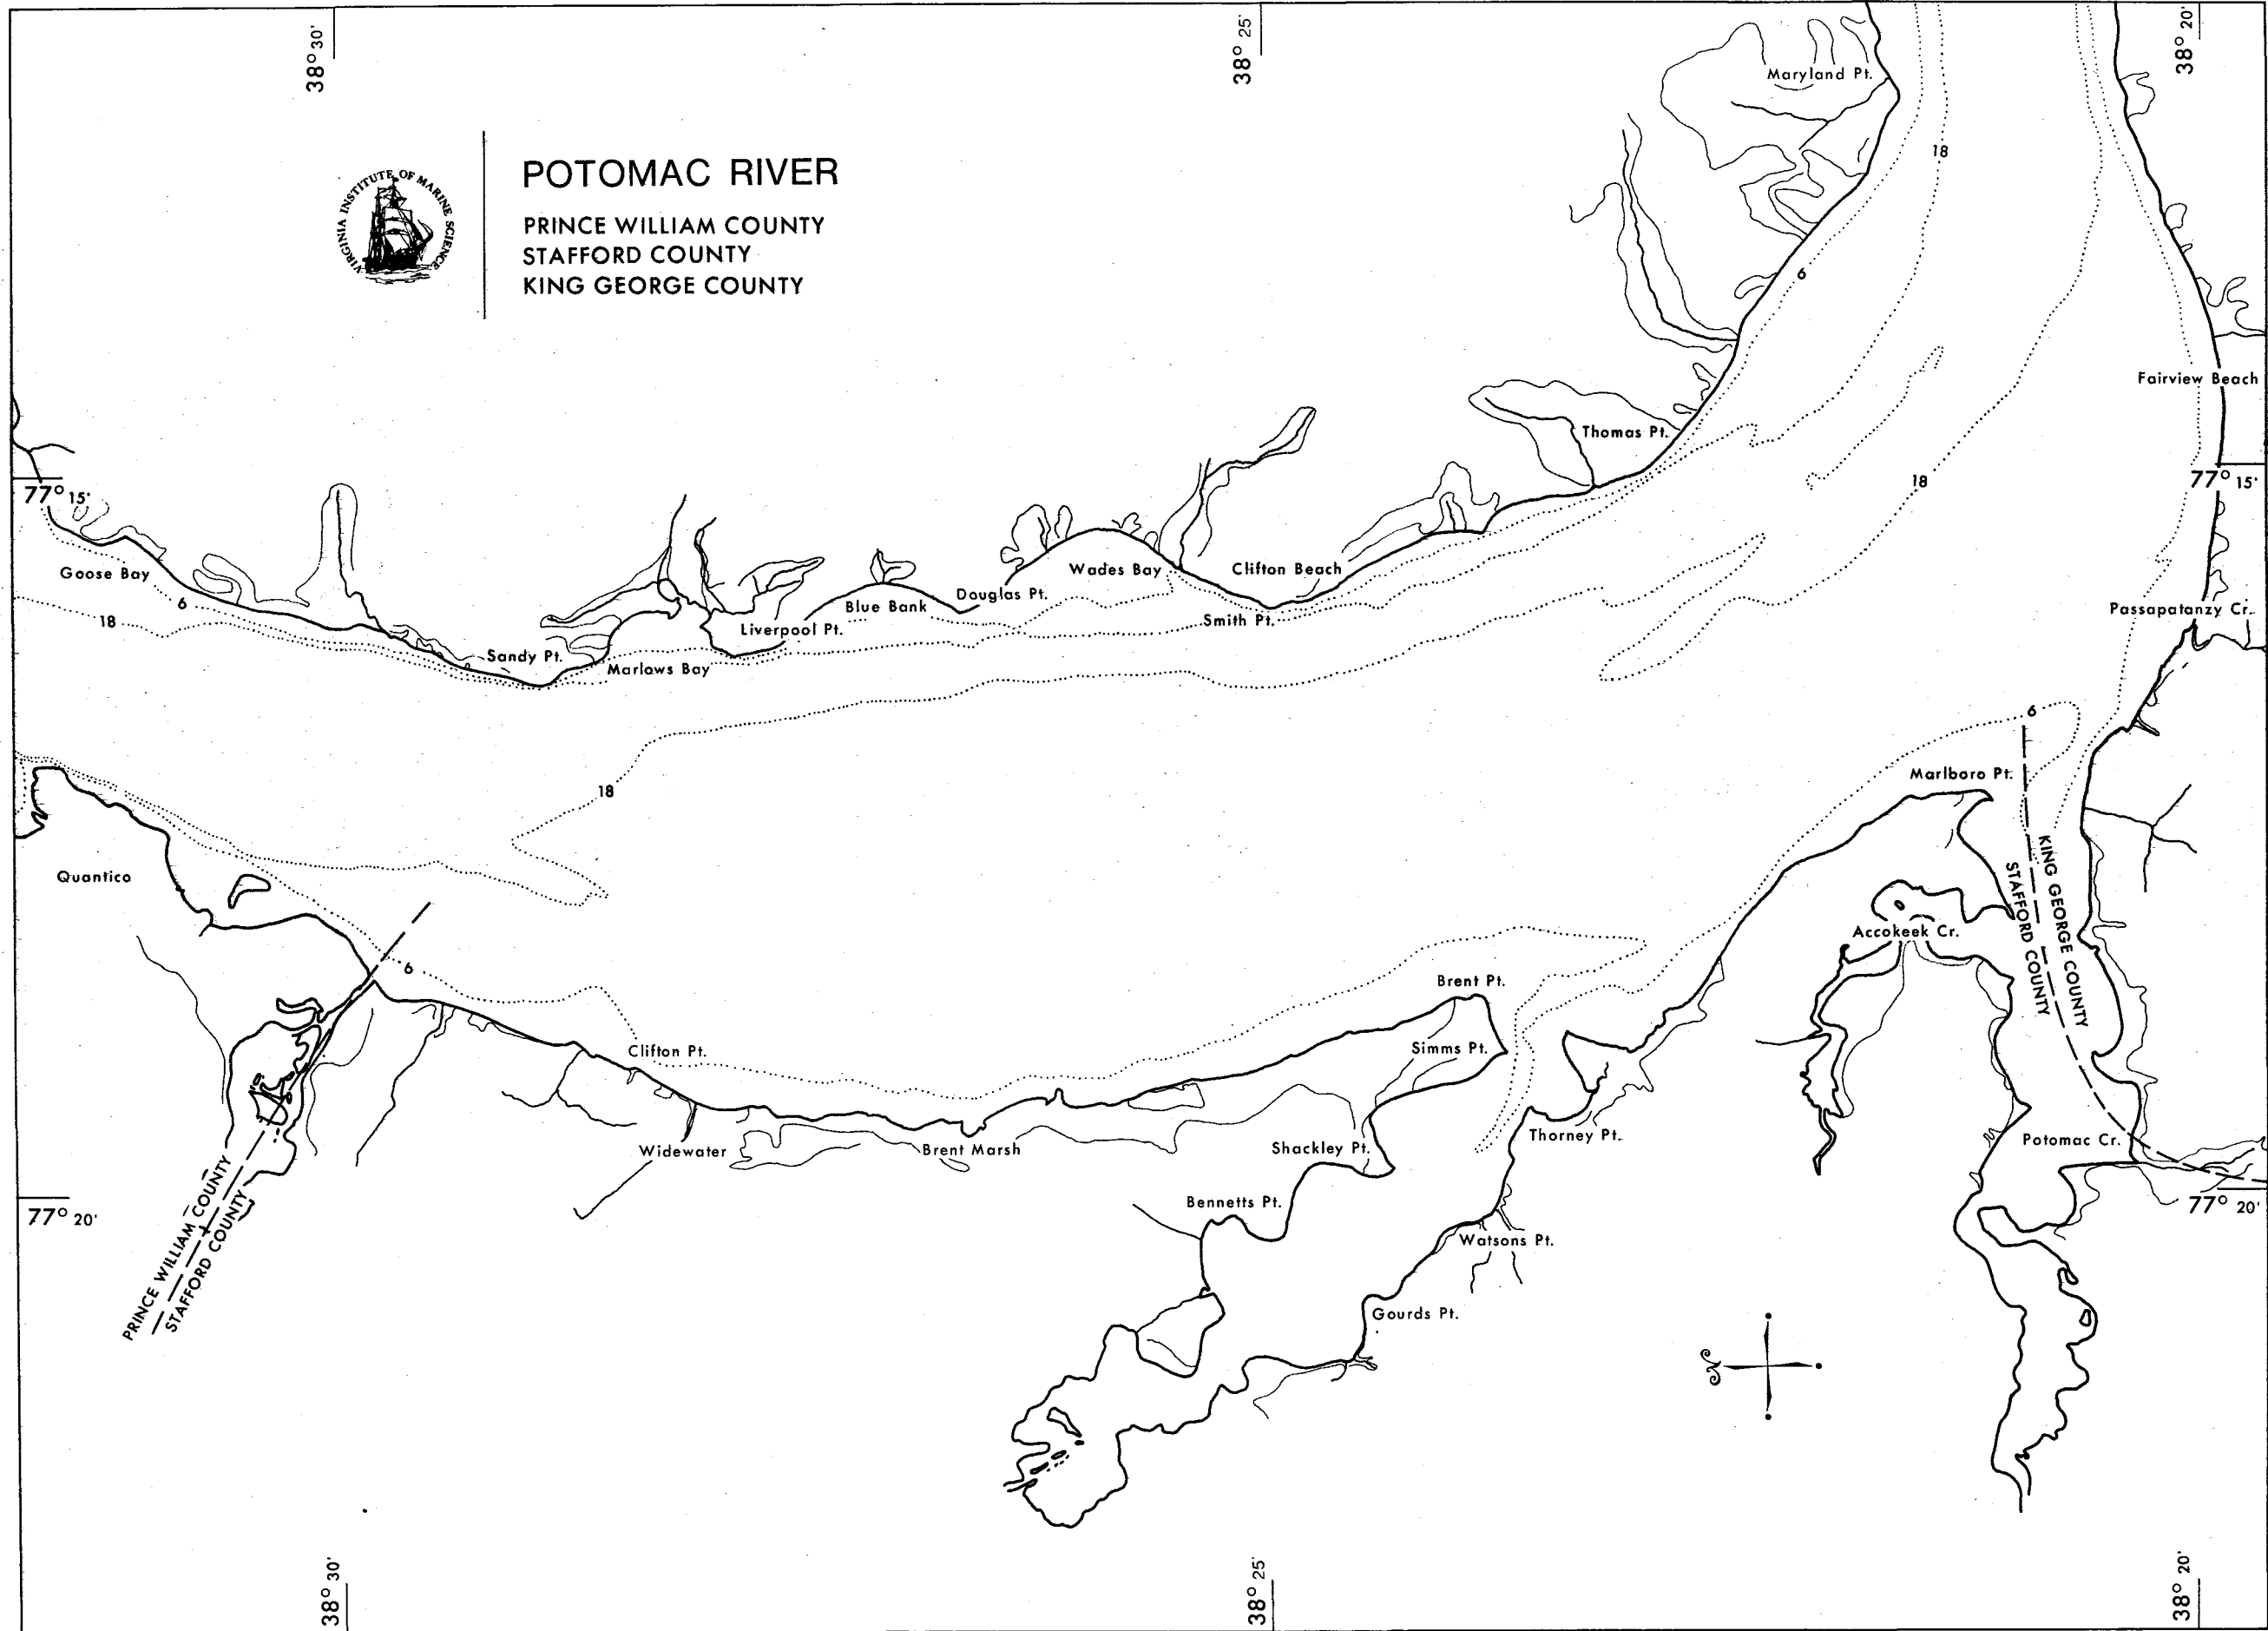 38° 30'
38° 25'
38° 20'
Maryland Pt.
18
VIRGINIA INSTITUTE OF MARINE SCIENCE
POTOMAC RIVER
PRINCE WILLIAM COUNTY
STAFFORD COUNTY
KING GEORGE COUNTY
6
Fairview Beach
Thomas Pt.
77° 15'
77° 15'
18
Goose Bay
Wades Bay
Clifton Beach
6
Douglas Pt.
Blue Bank
Passapatanzy Cr.
18
Smith Pt.
Liverpool Pt.
Sandy Pt.
Marlows Bay
6
Marlboro Pt.
18
Quantico
KING GEORGE COUNTY
STAFFORD COUNTY
Accokeek Cr.
6
Brent Pt.
Clifton Pt.
Simms Pt.
Thorney Pt.
Potomac Cr.
Widewater
Brent Marsh
Shackley Pt.
Bennetts Pt.
77° 20'
77° 20'
PRINCE WILLIAM COUNTY
STAFFORD COUNTY
Watsons Pt.
Gourds Pt.
N
38° 30'
38° 25'
38° 20'